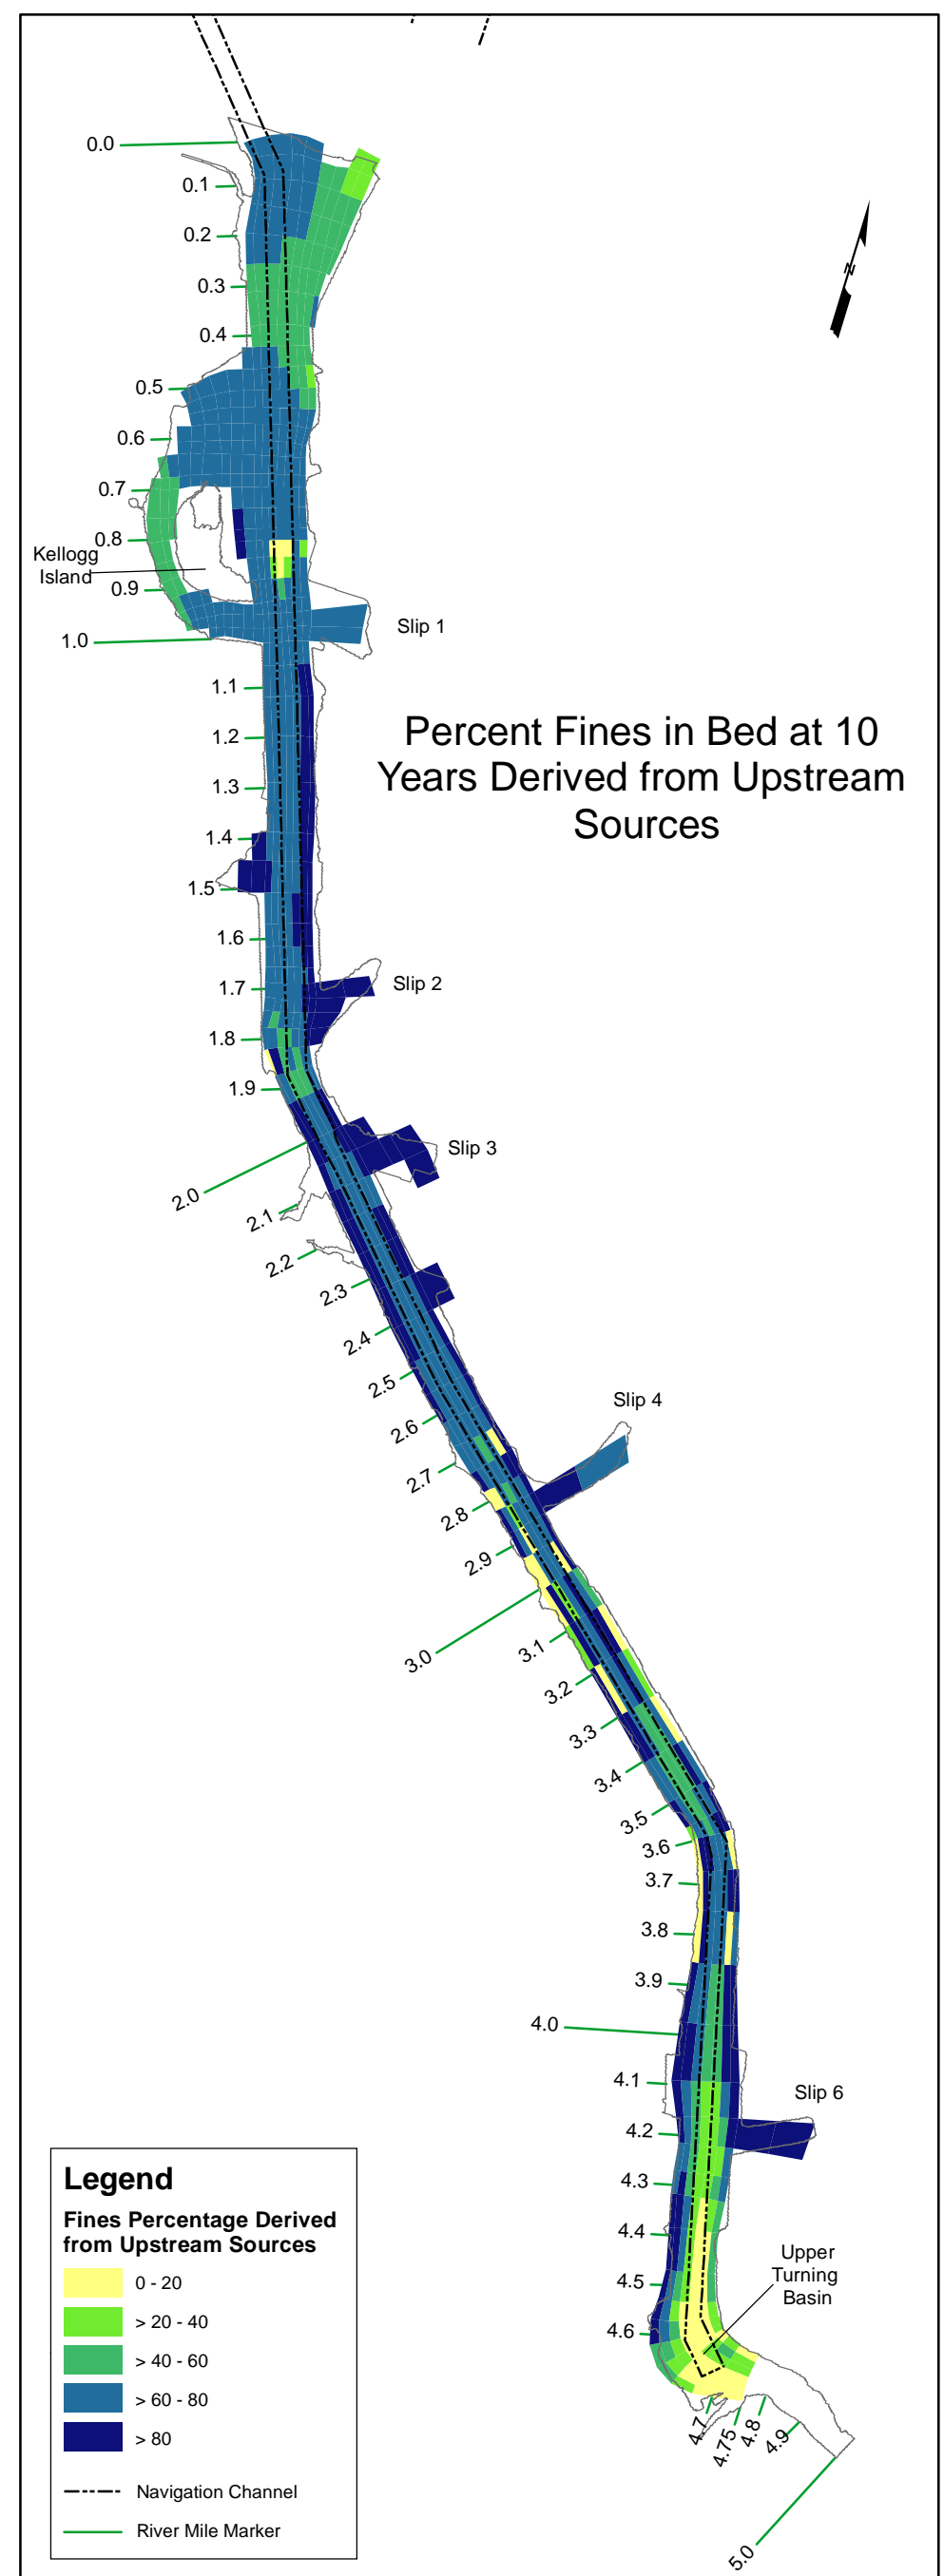 0.0
0.1
0.2
0.3
0.4
0.5
0.6
0.7
0.8
Kellogg
Island
0.9
1.0
Slip 1
1.1
1.2
1.3
Percent Fines in Bed at 10
Years Derived from Upstream
Sources
1.4
1.5
1.6
1.7
Slip 2
1.8
1.9
2.0
Slip 3
2.1
2.2
2.3
2.4
2.5
2.6
Slip 4
2.7
2.8
2.9
3.0
3.1
3.2
3.3
3.4
3.5
3.6
3.7
3.8
3.9
4.0
4.1
Slip 6
4.2
4.3
4.4
4.5
Upper
Turning
Basin
4.6
4.7
4.75
4.8
4.9
5.0
N
Legend
Fines Percentage Derived
from Upstream Sources
0 - 20
> 20 - 40
> 40 - 60
> 60 - 80
> 80
Navigation Channel
River Mile Marker